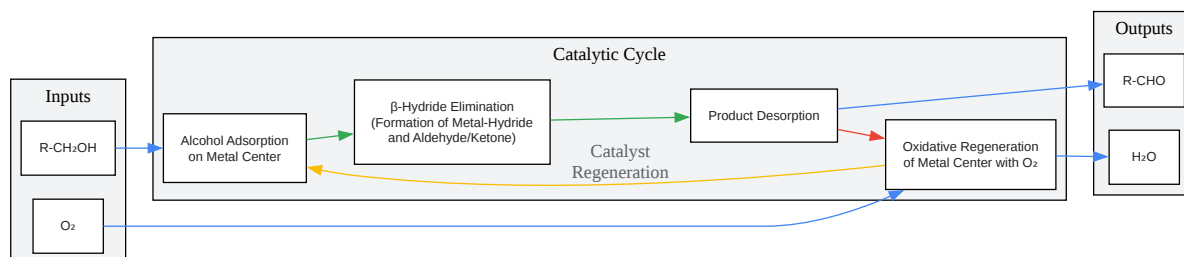 Inputs
R-CH₂OH
O₂
Catalytic Cycle
Alcohol Adsorption
on Metal Center
β-Hydride Elimination
(Formation of Metal-Hydride
and Aldehyde/Ketone)
Product Desorption
Oxidative Regeneration
of Metal Center with O₂
Catalyst
Regeneration
Outputs
R-CHO
H₂O